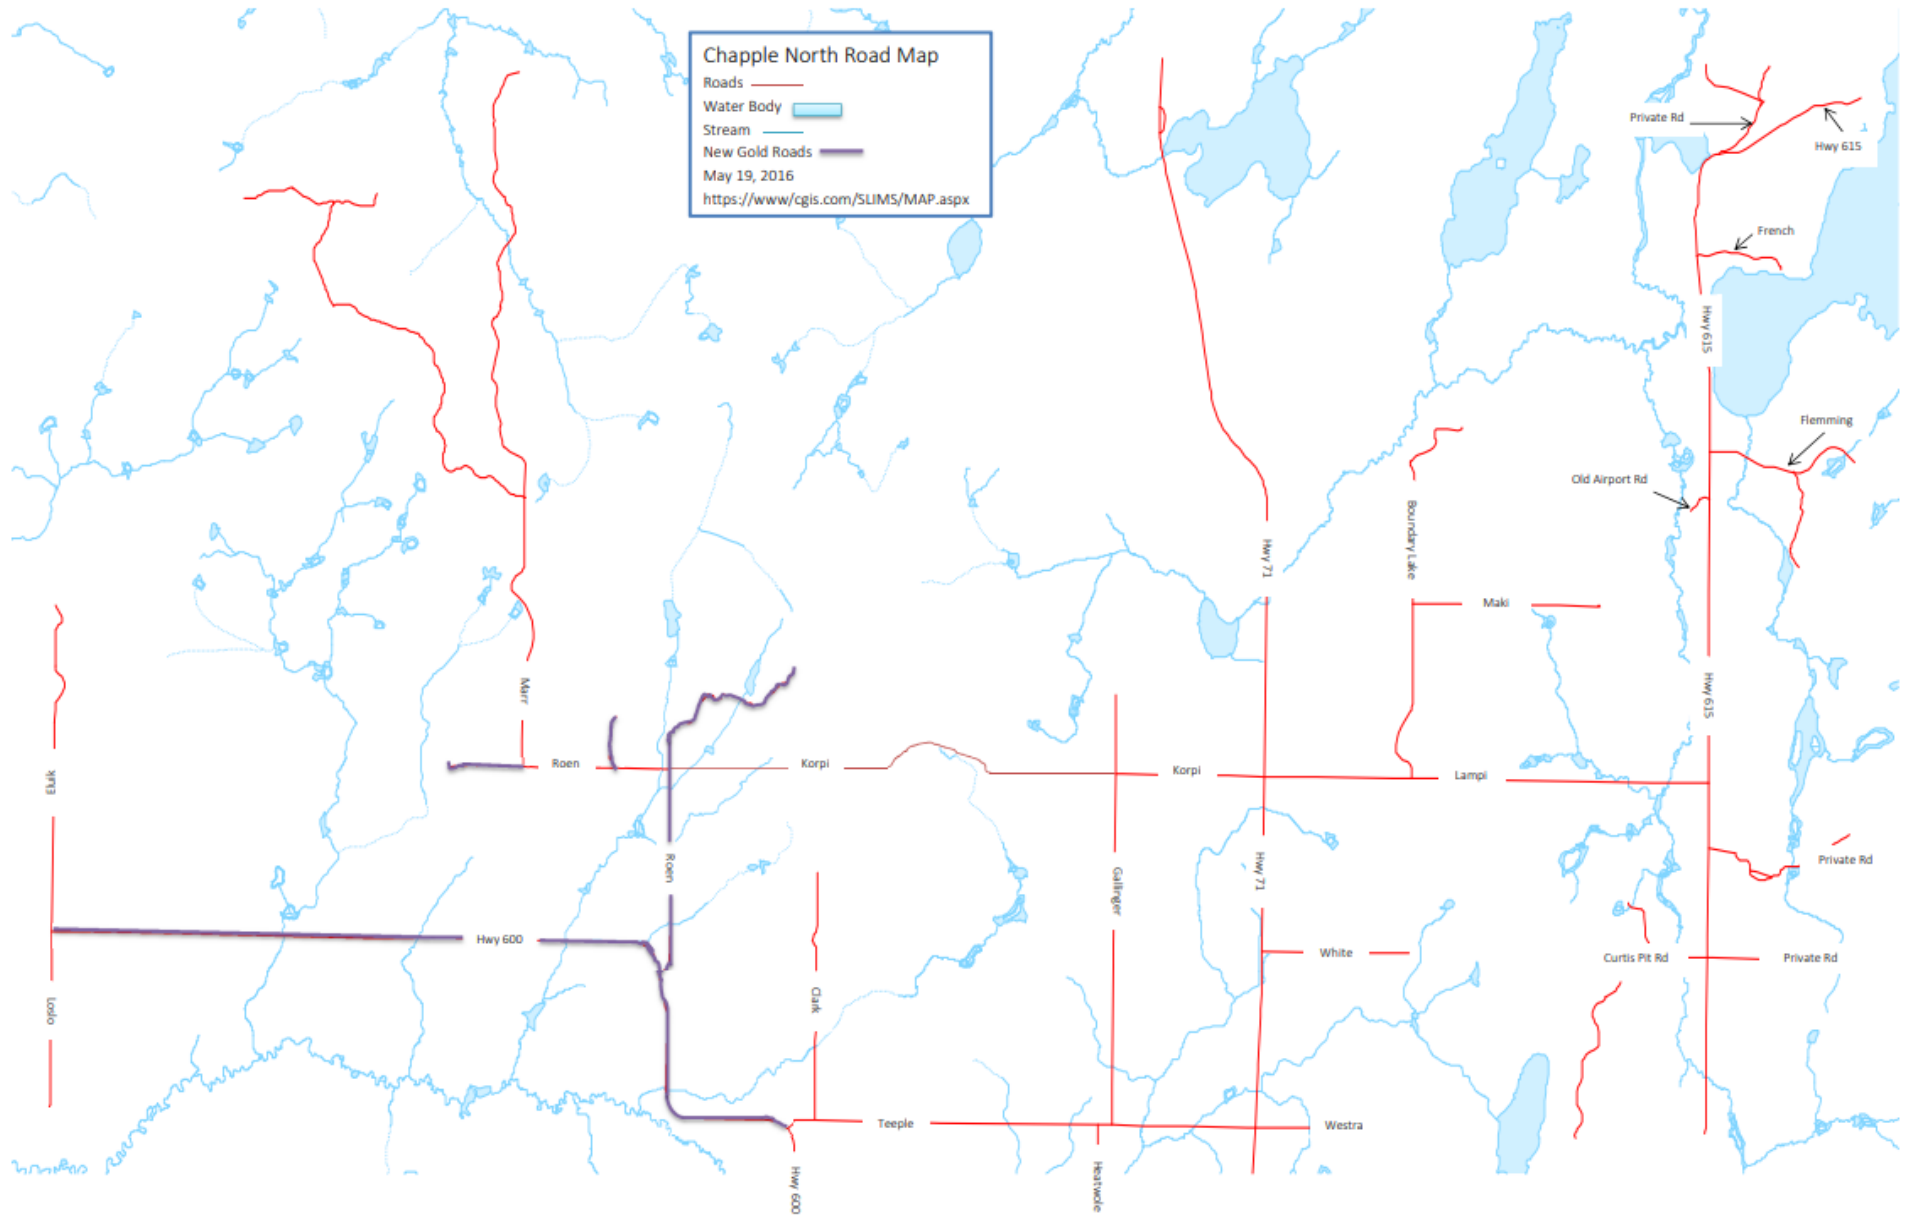 Chapple North Road Map
Roads
Water Body
Stream
New Gold Roads
May 19, 2016
https://www/cgis.com/SLIMS/MAP.aspx
Private Rd
Hwy 615
French
Hwy 615
Flemming
Old Airport Rd
Boundary Lake
Hwy 71
Maki
Marr
Hwy 615
Eluik
Roen
Korpi
Korpi
Lampi
Roen
Gallinger
Hwy 71
Private Rd
Hwy 600
White
Curtis Pit Rd
Private Rd
Loslo
Clark
Teeple
Westra
Hwy 600
Heatwole